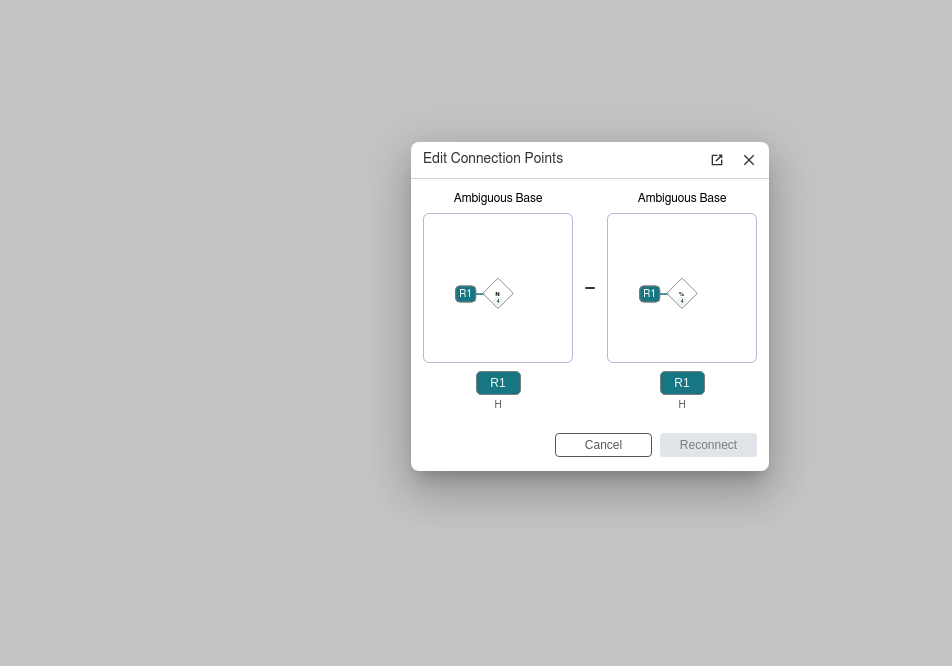 Edit Connection Points
Ambiguous Base
Ambiguous Base
R1
N
4
–
R1
%
4
R1
R1
H
H
Cancel
Reconnect